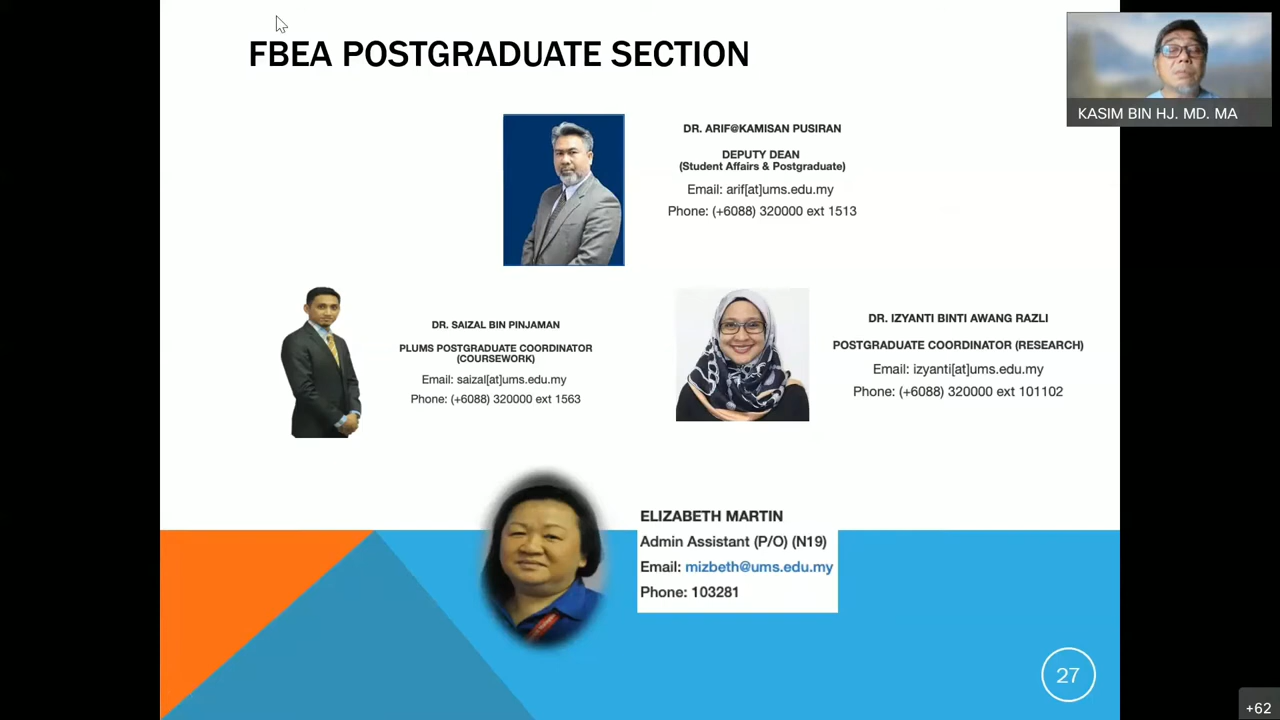 FBEA POSTGRADUATE SECTION
KASIM BIN HJ. MD. MA
DR. ARIF@KAMISAN PUSIRAN
DEPUTY DEAN
(Student Affairs & Postgraduate)
Email: arif[at]ums.edu.my
Phone: (+6088) 320000 ext 1513
DR. SAIZAL BIN PINJAMAN
PLUMS POSTGRADUATE COORDINATOR
(COURSEWORK)
Email: saizal[at]ums.edu.my
Phone: (+6088) 320000 ext 1563
DR. IZYANTI BINTI AWANG RAZLI
POSTGRADUATE COORDINATOR (RESEARCH)
Email: izyanti[at]ums.edu.my
Phone: (+6088) 320000 ext 101102
ELIZABETH MARTIN
Admin Assistant (P/O) (N19)
Email: mizbeth@ums.edu.my
Phone: 103281
27
+62